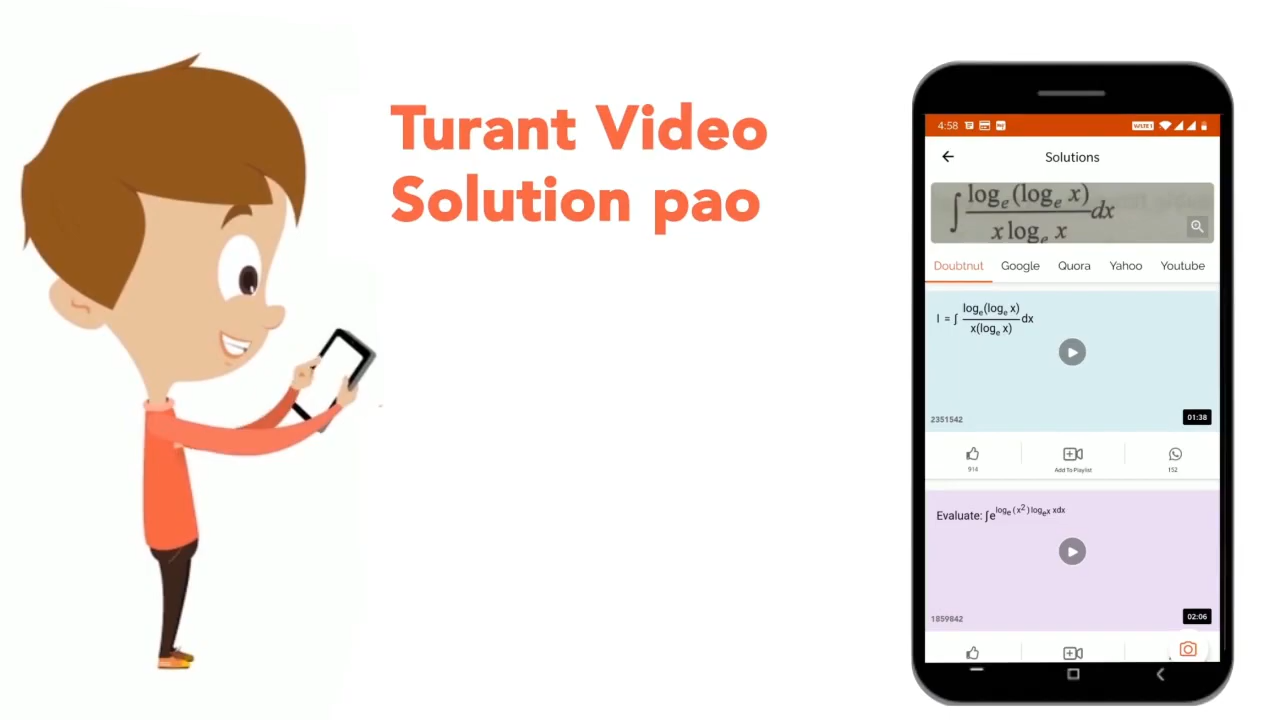 Turant Video
Solution pao
4:58
VoLTE1
Solutions
∫ logₑ(logₑ x) / x logₑ x dx
Doubtnut Google Quora Yahoo Youtube
I = ∫ logₑ(logₑ x) / x(logₑ x) dx
2351542 01:38
914 Add To Playlist 152
Evaluate: ∫e^logₑ(x²)logₑx xdx
1859842 02:06